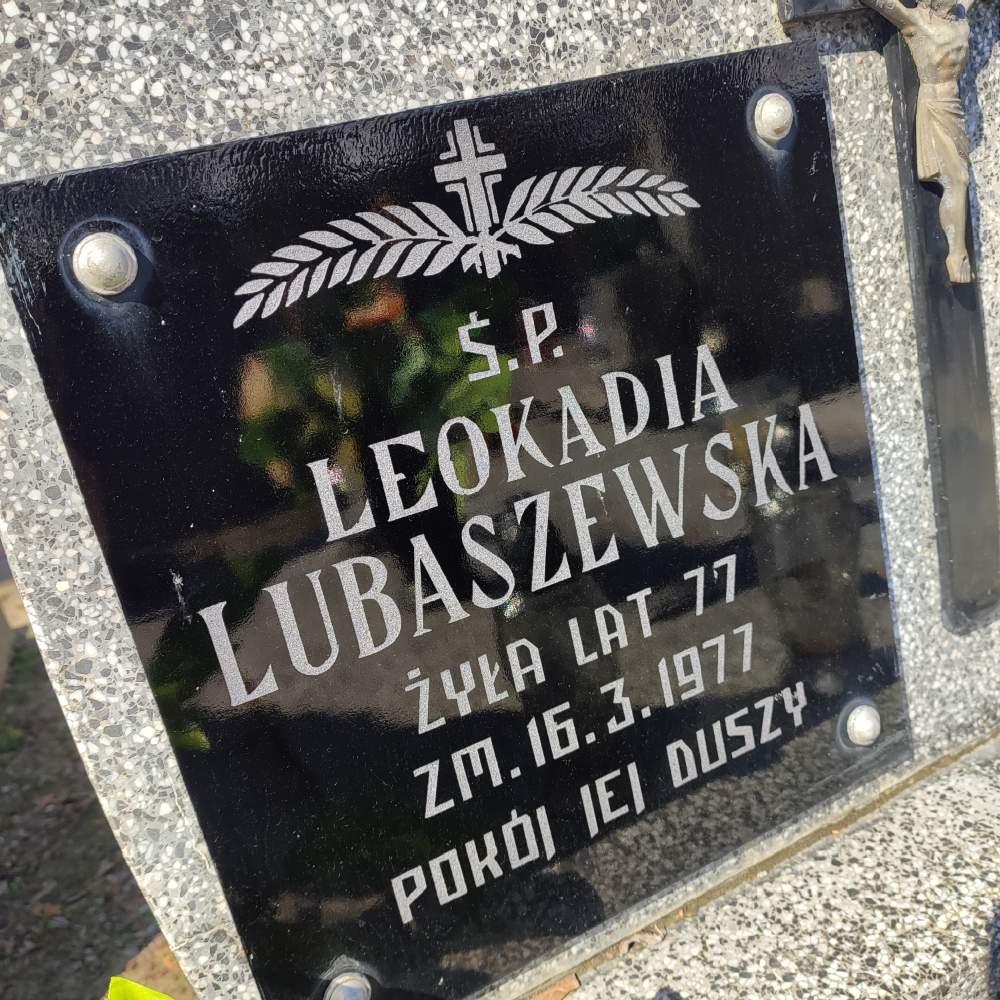 Ś.P.
LEOKADIA
LUBASZEWSKA
ŻYŁA LAT 77
ZM. 16.3.1977
POKÓJ JEJ DUSZY